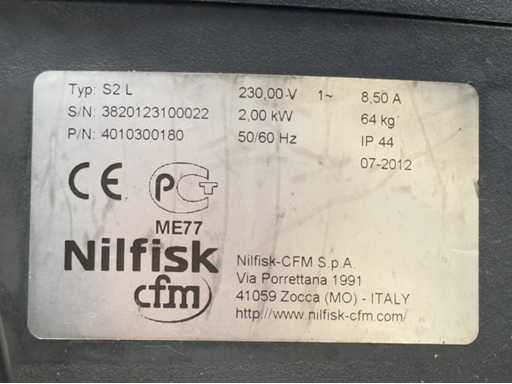 Typ: S2 L 230,00 V 1~ 8,50 A
S/N: 3820123100022 2,00 kW 64 kg
P/N: 4010300180 50/60 Hz IP 44
07-2012
CE PCT
ME77
Nilfisk
cfm
Nilfisk-CFM S.p.A.
Via Porrettana 1991
41059 Zocca (MO) - ITALY
http://www.nilfisk-cfm.com/